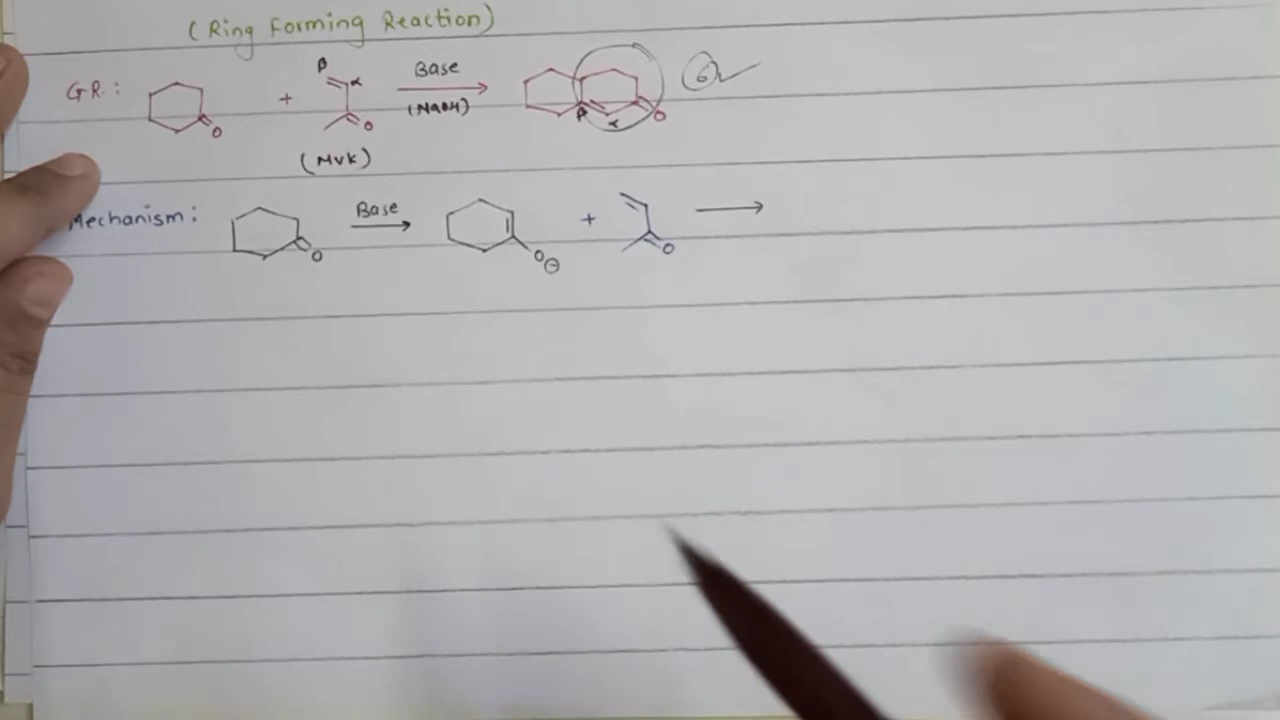 (Ring Forming Reaction)
G.R.: + Base (NaOH) β α O β α O 6
(MVK)
Mechanism: O Base O⊖ + O